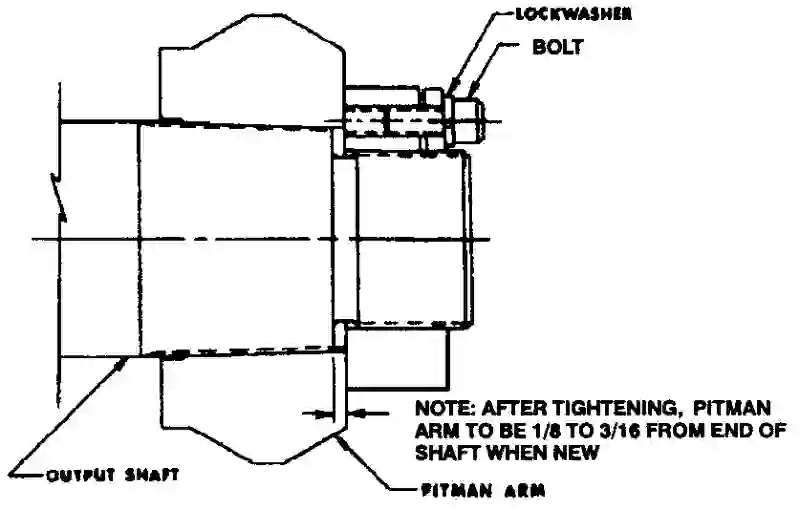 LOCKWASHER
BOLT
NOTE: AFTER TIGHTENING, PITMAN
ARM TO BE 1/8 TO 3/16 FROM END OF
SHAFT WHEN NEW
OUTPUT SHAFT
PITMAN ARM